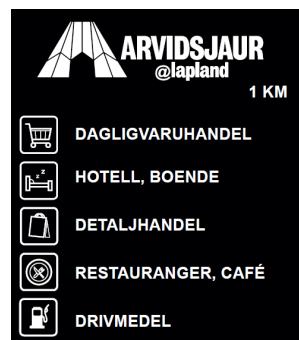 ARVIDSJAUR
@lapland
1 KM
DAGLIGVARUHANDEL
HOTELL, BOENDE
DETALJHANDEL
RESTAURANGER, CAFÉ
DRIVMEDEL